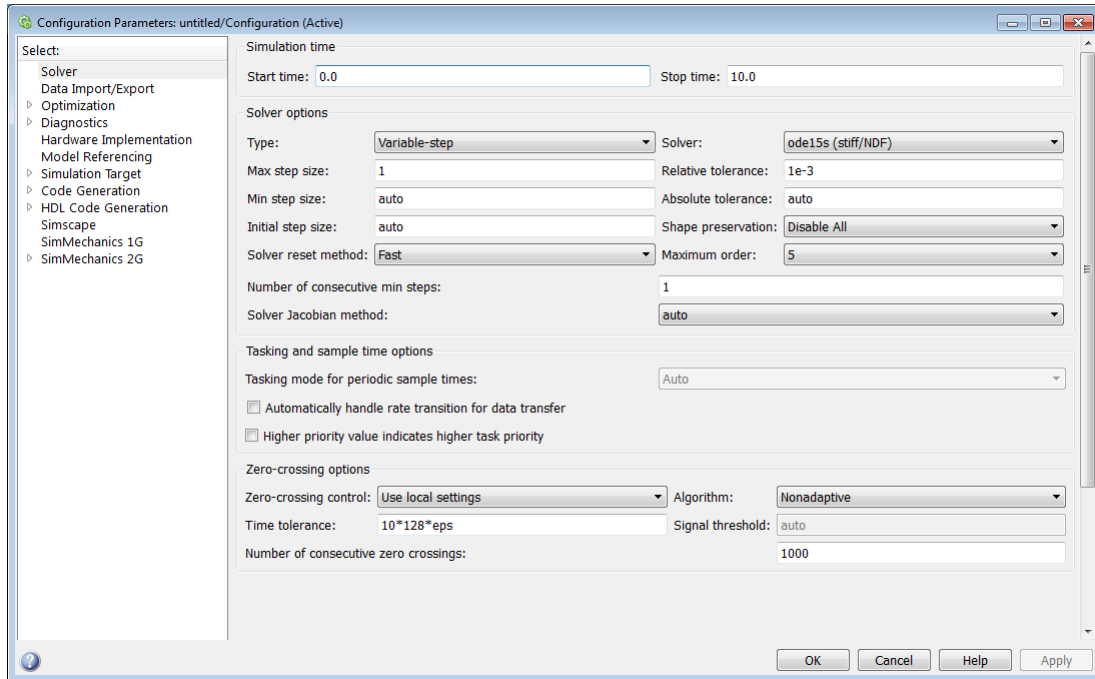 Configuration Parameters: untitled/Configuration (Active)
Select:
Solver
Data Import/Export
Optimization
Diagnostics
Hardware Implementation
Model Referencing
Simulation Target
Code Generation
HDL Code Generation
Simscape
SimMechanics 1G
SimMechanics 2G
Simulation time
Start time: 0.0 Stop time: 10.0
Solver options
Type: Variable-step Solver: ode15s (stiff/NDF)
Max step size: 1 Relative tolerance: 1e-3
Min step size: auto Absolute tolerance: auto
Initial step size: auto Shape preservation: Disable All
Solver reset method: Fast Maximum order: 5
Number of consecutive min steps: 1
Solver Jacobian method: auto
Tasking and sample time options
Tasking mode for periodic sample times: Auto
Automatically handle rate transition for data transfer
Higher priority value indicates higher task priority
Zero-crossing options
Zero-crossing control: Use local settings Algorithm: Nonadaptive
Time tolerance: 10*128*eps Signal threshold: auto
Number of consecutive zero crossings: 1000
OK Cancel Help Apply